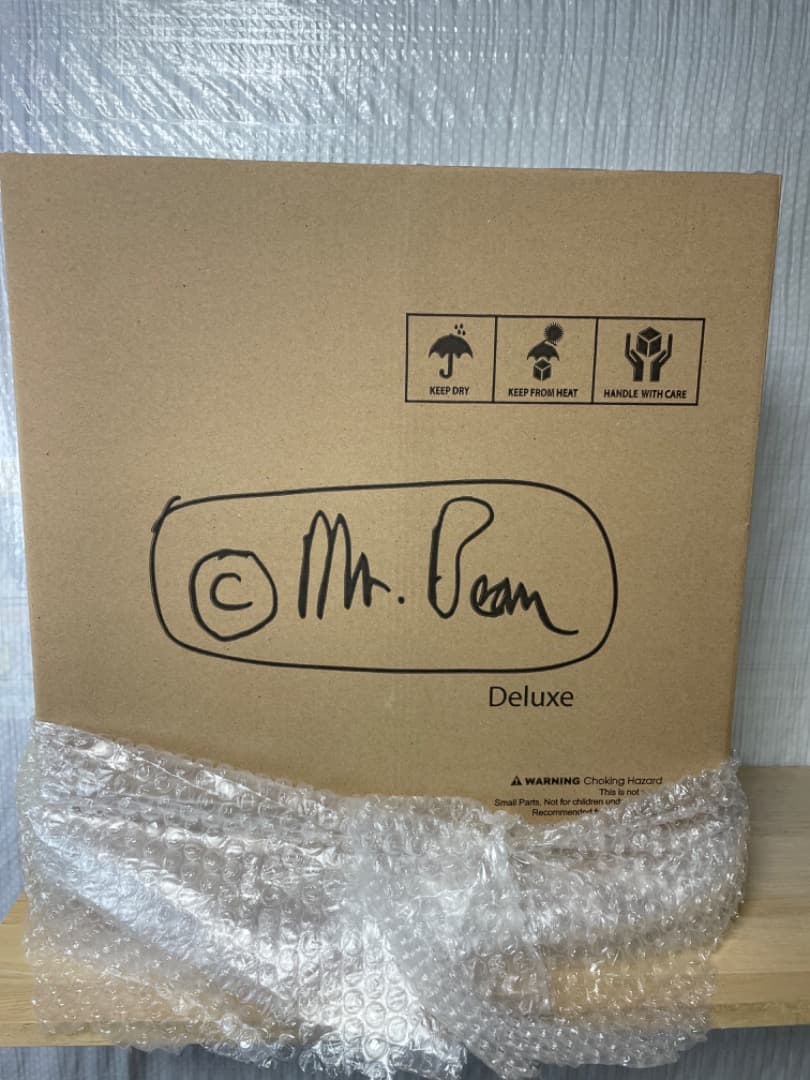 KEEP DRY KEEP FROM HEAT HANDLE WITH CARE
© Mr. Bean
Deluxe
WARNING Choking Hazard
This is not
Small Parts. Not for children
Recommended